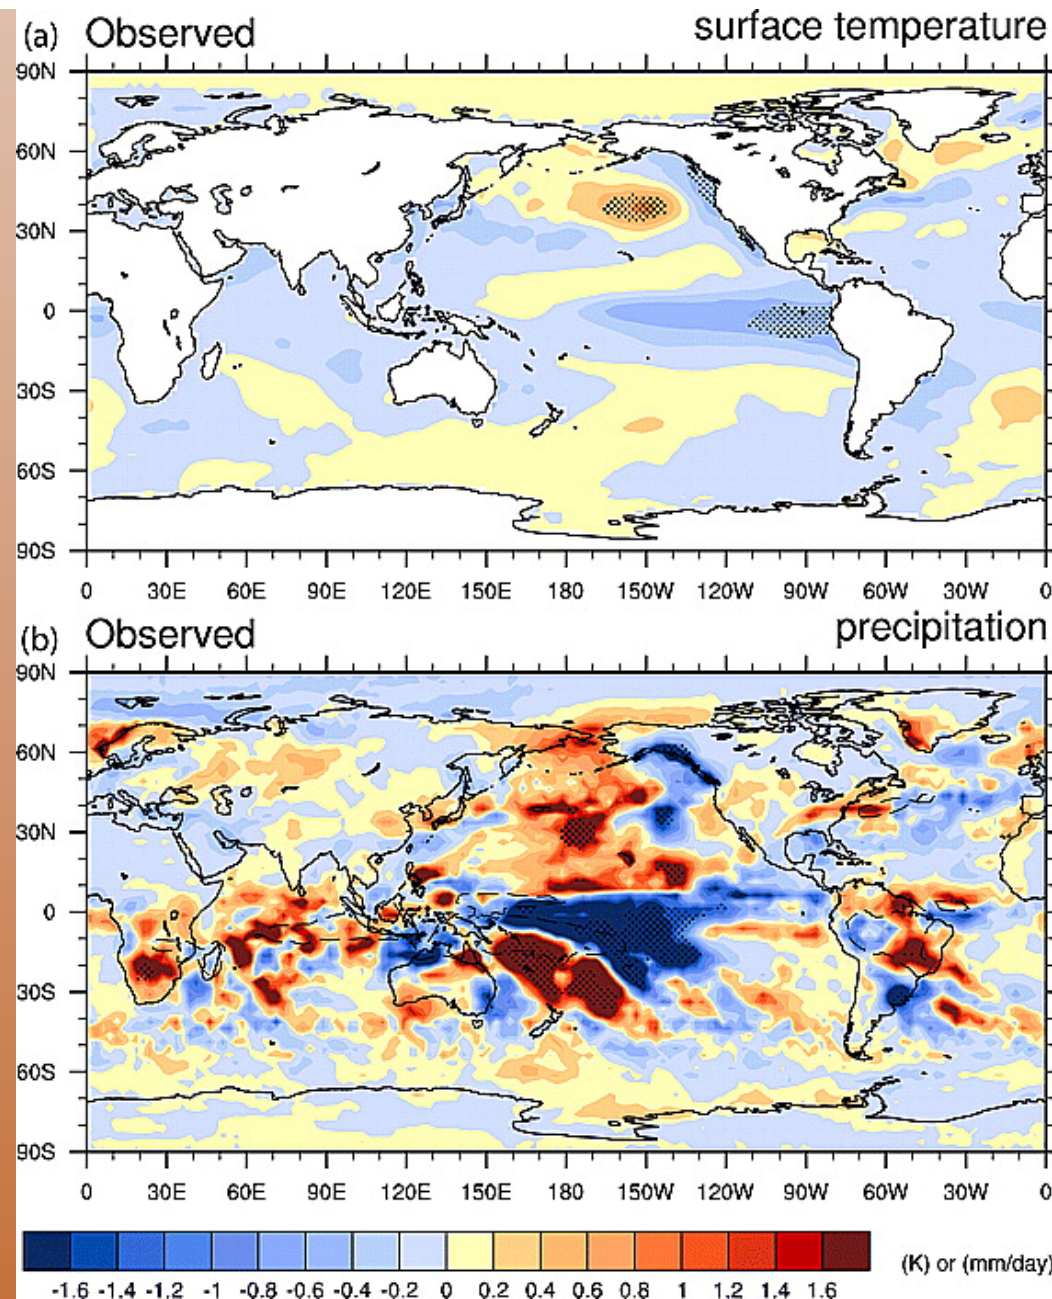 (a) Observed surface temperature
90N
60N
30N
0
30S
60S
90S
0 30E 60E 90E 120E 150E 180 150W 120W 90W 60W 30W 0
(b) Observed precipitation
90N
60N
30N
0
30S
60S
90S
0 30E 60E 90E 120E 150E 180 150W 120W 90W 60W 30W 0
-1.6 -1.4 -1.2 -1 -0.8 -0.6 -0.4 -0.2 0 0.2 0.4 0.6 0.8 1 1.2 1.4 1.6 (K) or (mm/day)